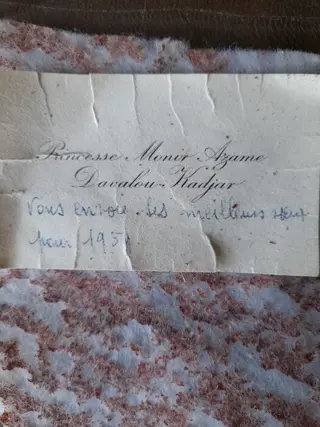 Princesse Monir Azame
Davalou-Kadjar
Vous envoie ses meilleurs vœux
pour 195